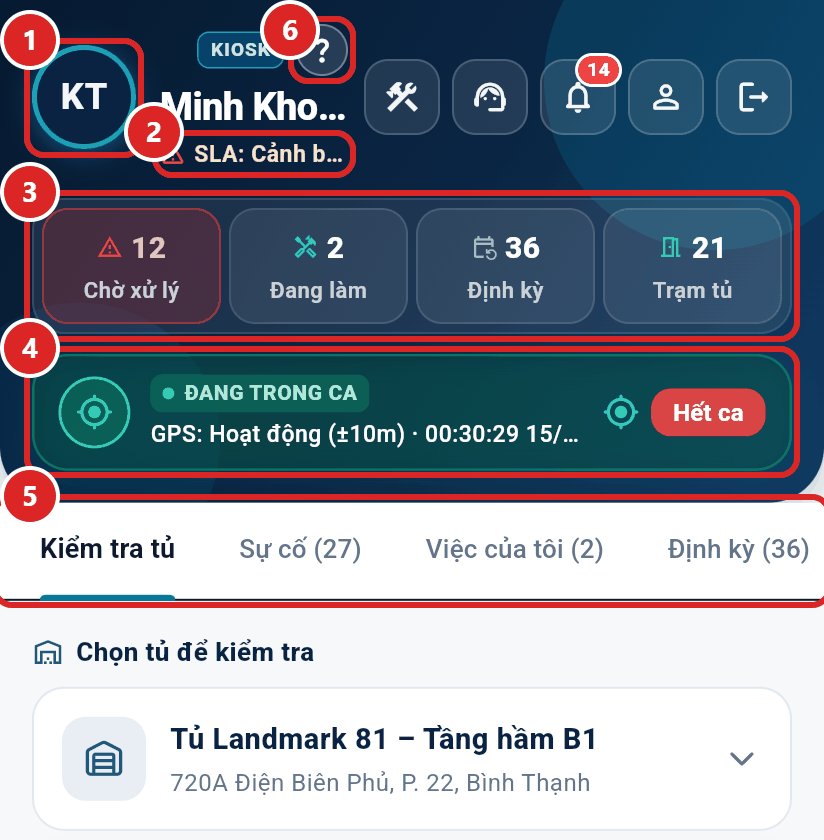 1
6
KIOSK
?
14
KT
Minh Kho...
2
SLA: Cảnh b...
3
12
2
36
21
Chờ xử lý
Đang làm
Định kỳ
Trạm tủ
4
ĐANG TRONG CA
GPS: Hoạt động (±10m) · 00:30:29 15/...
Hết ca
5
Kiểm tra tủ
Sự cố (27)
Việc của tôi (2)
Định kỳ (36)
Chọn tủ để kiểm tra
Tủ Landmark 81 – Tầng hầm B1
720A Điện Biên Phủ, P. 22, Bình Thạnh